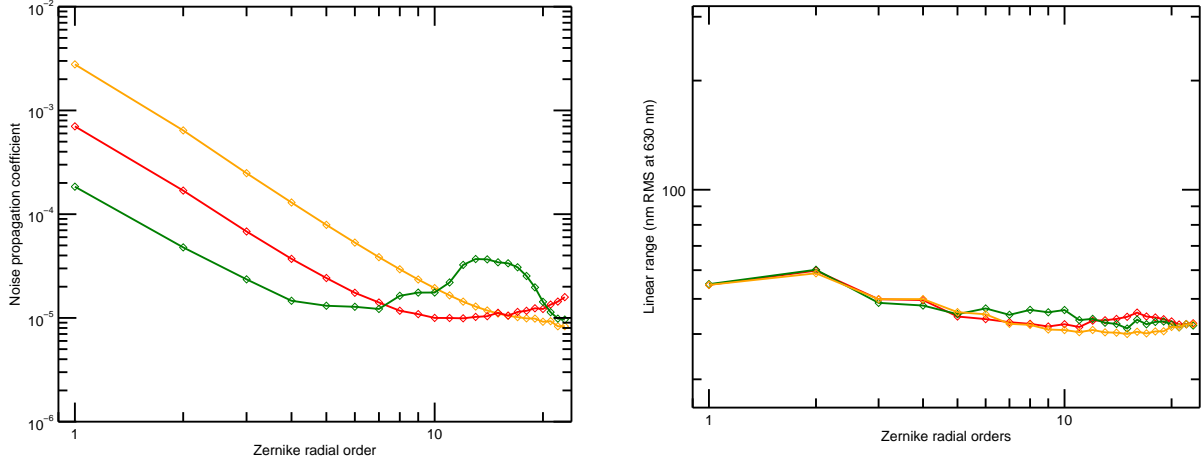 10⁻²
10⁻³
10⁻⁴
10⁻⁵
10⁻⁶
Noise propagation coefficient
1
10
Zernike radial order
100
Linear range (nm RMS at 630 nm)
1
10
Zernike radial orders